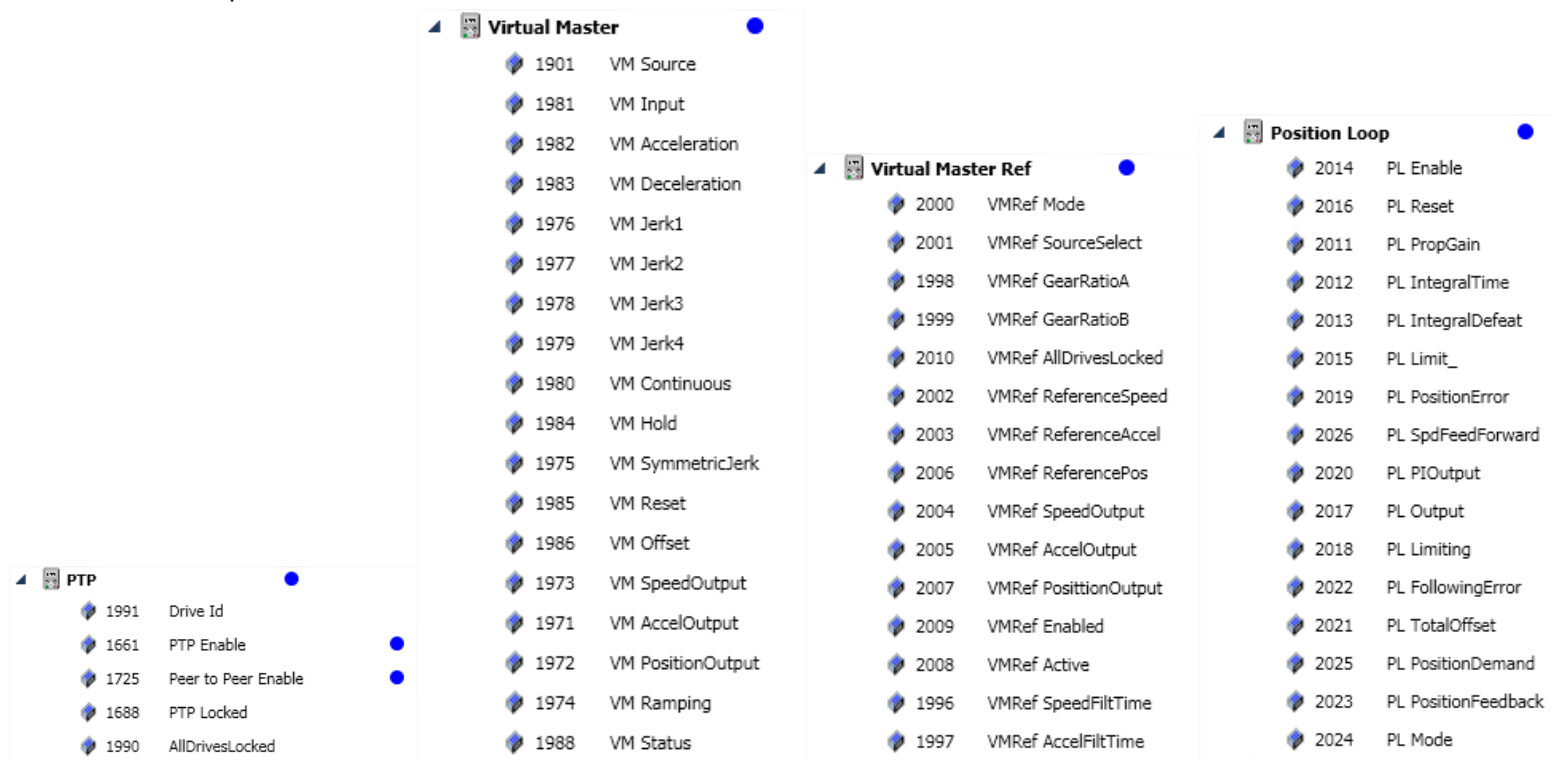 Virtual Master
1901 VM Source
1981 VM Input
1982 VM Acceleration
1983 VM Deceleration
1976 VM Jerk1
1977 VM Jerk2
1978 VM Jerk3
1979 VM Jerk4
1980 VM Continuous
1984 VM Hold
1975 VM SymmetricJerk
1985 VM Reset
1986 VM Offset
1973 VM SpeedOutput
1971 VM AccelOutput
1972 VM PositionOutput
1974 VM Ramping
1988 VM Status
Virtual Master Ref
2000 VMRef Mode
2001 VMRef SourceSelect
1998 VMRef GearRatioA
1999 VMRef GearRatioB
2010 VMRef AllDrivesLocked
2002 VMRef ReferenceSpeed
2003 VMRef ReferenceAccel
2006 VMRef ReferencePos
2004 VMRef SpeedOutput
2005 VMRef AccelOutput
2007 VMRef PosittionOutput
2009 VMRef Enabled
2008 VMRef Active
1996 VMRef SpeedFiltTime
1997 VMRef AccelFiltTime
Position Loop
2014 PL Enable
2016 PL Reset
2011 PL PropGain
2012 PL IntegralTime
2013 PL IntegralDefeat
2015 PL Limit_
2019 PL PositionError
2026 PL SpdFeedForward
2020 PL PIOutput
2017 PL Output
2018 PL Limiting
2022 PL FollowingError
2021 PL TotalOffset
2025 PL PositionDemand
2023 PL PositionFeedback
2024 PL Mode
PTP
1991 Drive Id
1661 PTP Enable
1725 Peer to Peer Enable
1688 PTP Locked
1990 AllDrivesLocked